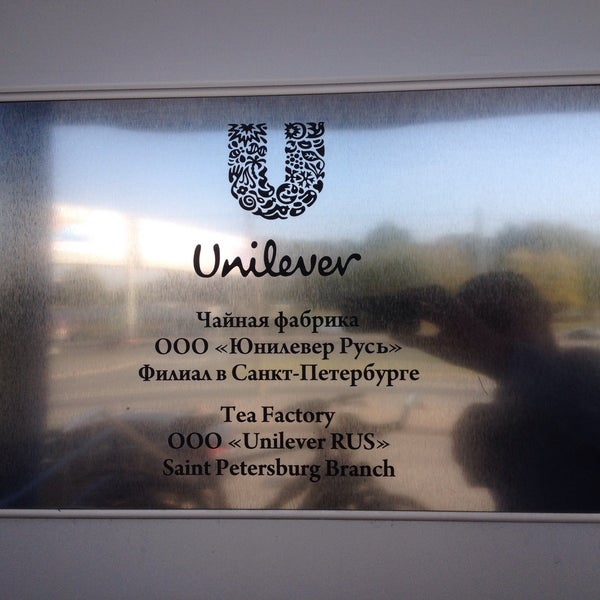 Unilever
Чайная фабрика
ООО «Юнилевер Русь»
Филиал в Санкт-Петербурге
Tea Factory
OOO «Unilever RUS»
Saint Petersburg Branch